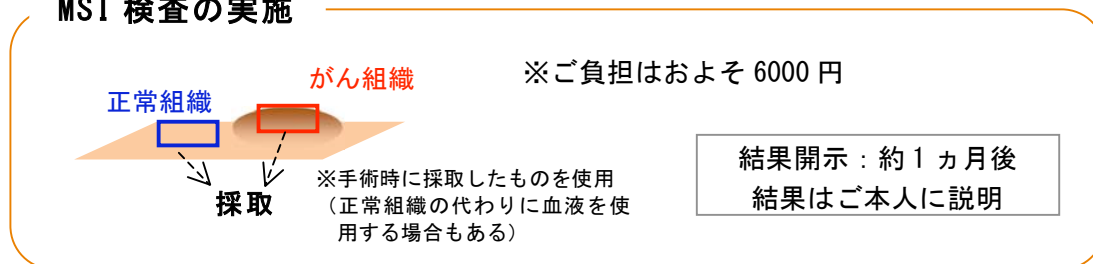 MSI 検査の実施
※ご負担はおよそ 6000 円
がん組織
正常組織
採取
※手術時に採取したものを使用
（正常組織の代わりに血液を使
用する場合もある）
結果開示：約１ヵ月後
結果はご本人に説明